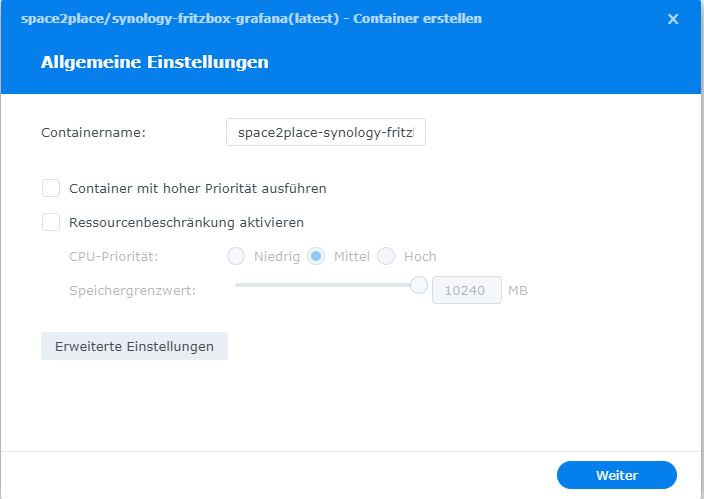 space2place/synology-fritzbox-grafana(latest) - Container erstellen
Allgemeine Einstellungen
Containername: space2place-synology-fritz
Container mit hoher Priorität ausführen
Ressourcenbeschränkung aktivieren
CPU-Priorität: Niedrig Mittel Hoch
Speichergrenzwert: 10240 MB
Erweiterte Einstellungen
Weiter